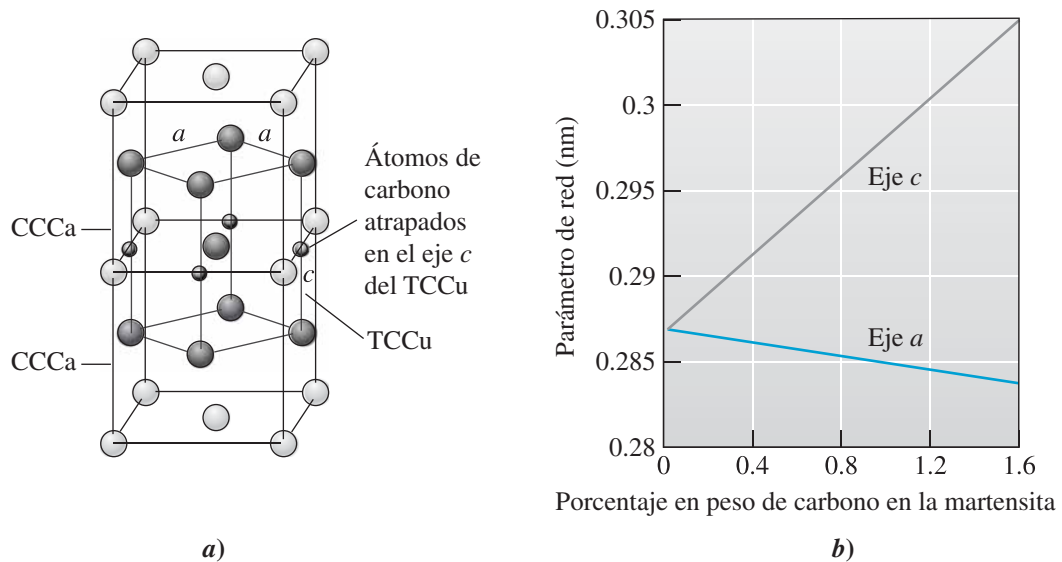 a a
Átomos de
carbono
atrapados
en el eje c
del TCCu
CCCa
c
TCCu
CCCa
a)
Parámetro de red (nm)
0.305
0.3
0.295
0.29
0.285
0.28
Eje c
Eje a
0 0.4 0.8 1.2 1.6
Porcentaje en peso de carbono en la martensita
b)